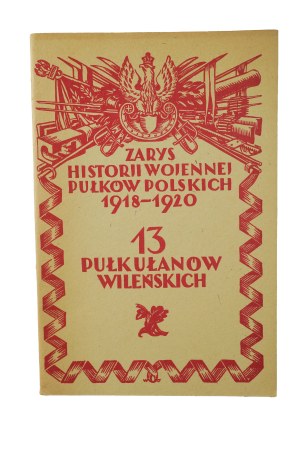 ZARYS
HISTORJI WOJENNEJ
PUŁKÓW POLSKICH
1918-1920
13
PUŁK UŁANÓW
WILEŃSKICH